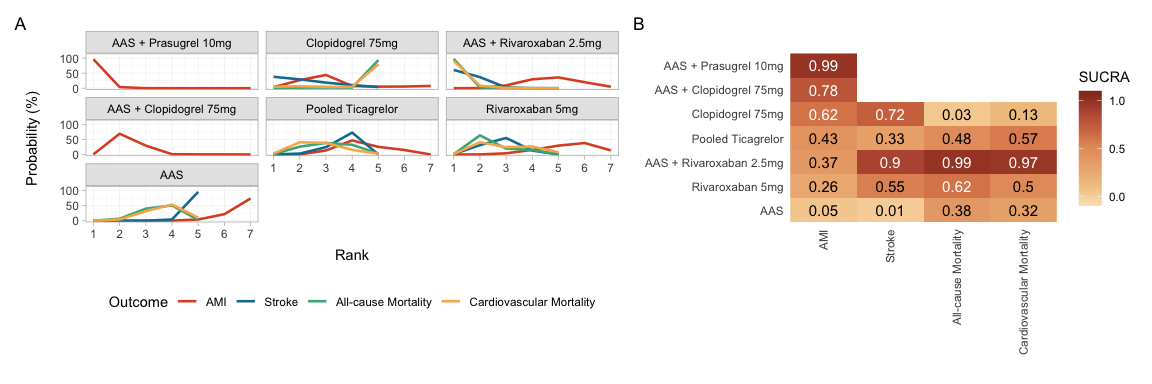 A
AAS + Prasugrel 10mg
Clopidogrel 75mg
AAS + Rivaroxaban 2.5mg
100
50
0
AAS + Clopidogrel 75mg
Pooled Ticagrelor
Rivaroxaban 5mg
100
50
0
1 2 3 4 5 6 7
1 2 3 4 5 6 7
AAS
100
50
0
1 2 3 4 5 6 7
Probability (%)
Rank
Outcome AMI Stroke All-cause Mortality Cardiovascular Mortality
B
AAS + Prasugrel 10mg 0.99
AAS + Clopidogrel 75mg 0.78
Clopidogrel 75mg 0.62 0.72 0.03 0.13
Pooled Ticagrelor 0.43 0.33 0.48 0.57
AAS + Rivaroxaban 2.5mg 0.37 0.9 0.99 0.97
Rivaroxaban 5mg 0.26 0.55 0.62 0.5
AAS 0.05 0.01 0.38 0.32
AMI
Stroke
All-cause Mortality
Cardiovascular Mortality
SUCRA
1.0
0.5
0.0